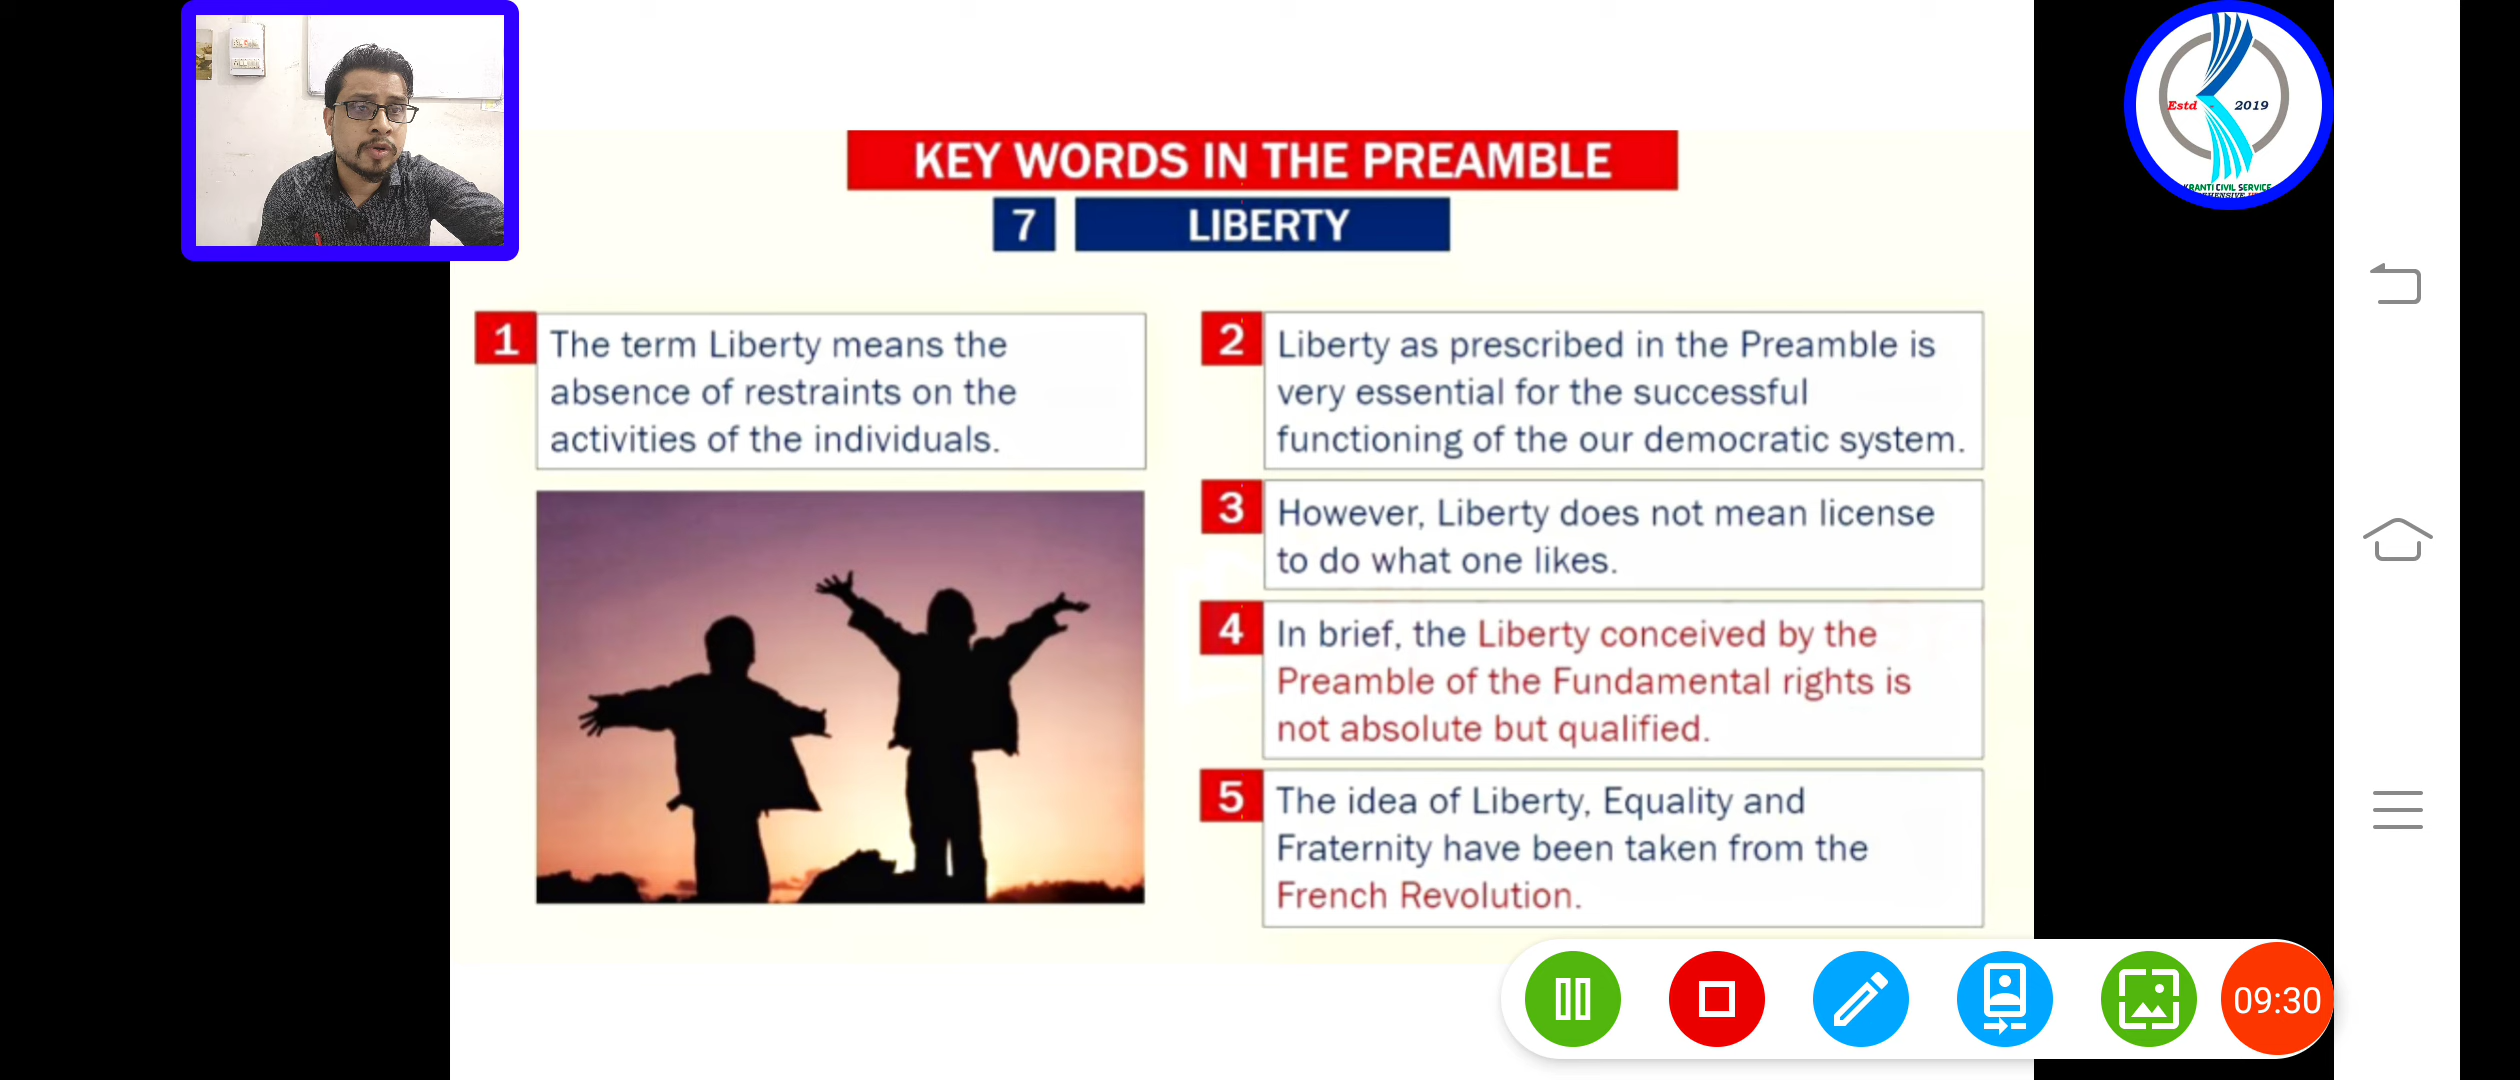 KEY WORDS IN THE PREAMBLE
7 LIBERTY
1 The term Liberty means the
absence of restraints on the
activities of the individuals.
2 Liberty as prescribed in the Preamble is
very essential for the successful
functioning of the our democratic system.
3 However, Liberty does not mean license
to do what one likes.
4 In brief, the Liberty conceived by the
Preamble of the Fundamental rights is
not absolute but qualified.
5 The idea of Liberty, Equality and
Fraternity have been taken from the
French Revolution.
Estd 2019
KRANTI CIVIL SERVICE
09:30